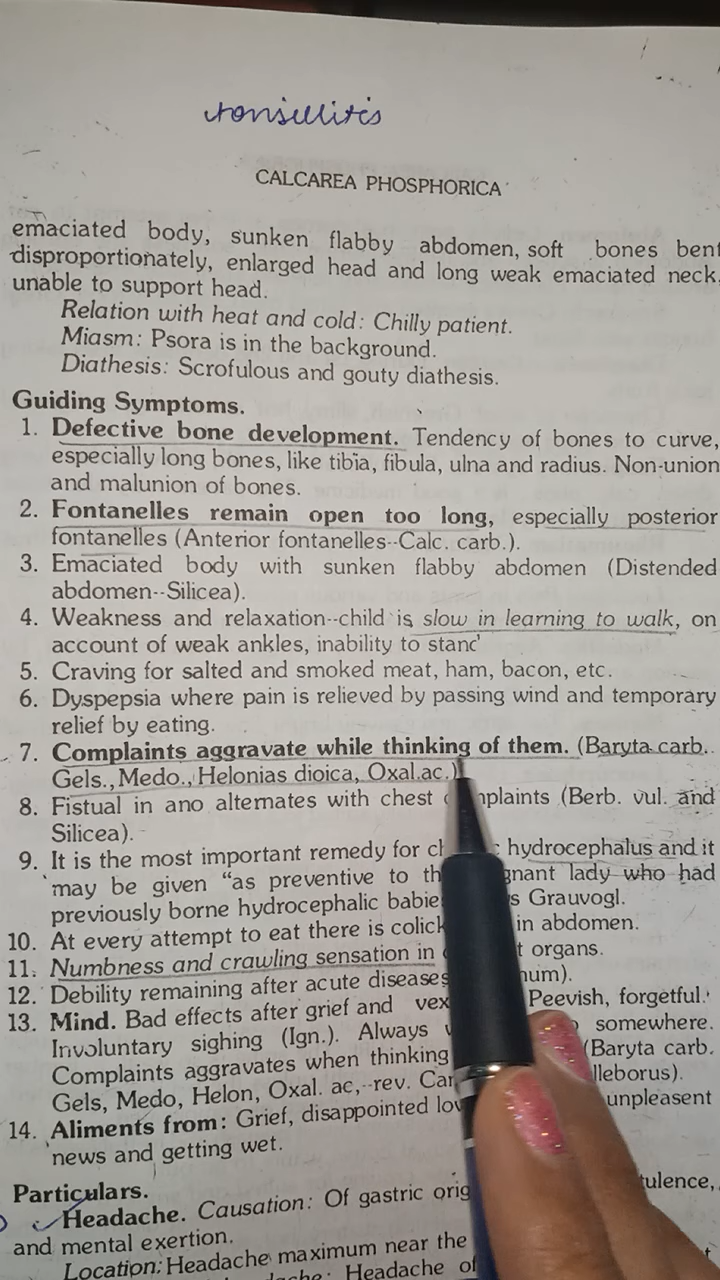 tonsillitis
CALCAREA PHOSPHORICA
emaciated body, sunken flabby abdomen, soft bones bent
disproportionately, enlarged head and long weak emaciated neck,
unable to support head.
Relation with heat and cold: Chilly patient.
Miasm: Psora is in the background.
Diathesis: Scrofulous and gouty diathesis.
Guiding Symptoms.
1. Defective bone development. Tendency of bones to curve,
especially long bones, like tibia, fibula, ulna and radius. Non-union
and malunion of bones.
2. Fontanelles remain open too long, especially posterior
fontanelles (Anterior fontanelles--Calc. carb.).
3. Emaciated body with sunken flabby abdomen (Distended
abdomen--Silicea).
4. Weakness and relaxation--child is slow in learning to walk, on
account of weak ankles, inability to
5. Craving for salted and smoked meat, ham, bacon, etc.
6. Dyspepsia where pain is relieved by passing wind and temporary
relief by eating.
7. Complaints aggravate while thinking of them. (Baryta carb.
Gels., Medo., Helonias dioica, Oxal.ac.)
8. Fistual in ano alternates with chest (Berb. vul. and
Silicea).
9. It is the most important remedy for hydrocephalus and it
may be given "as preventive to lady who had
previously borne hydrocephalic Grauvogl.
10. At every attempt to eat there is in abdomen.
11. Numbness and crawling sensation in organs.
12. Debility remaining after acute diseases
13. Mind. Bad effects after grief and Peevish, forgetful.
Involuntary sighing (Ign.). Always somewhere.
Complaints aggravates when thinking (Baryta carb.
Gels, Medo, Helon, Oxal. ac,--rev.
14. Aliments from: Grief, disappointed unpleasent
news and getting wet.
Particulars.
Headache. Causation: Of gastric
and mental exertion.
Location: Headache maximum near the
Headache of